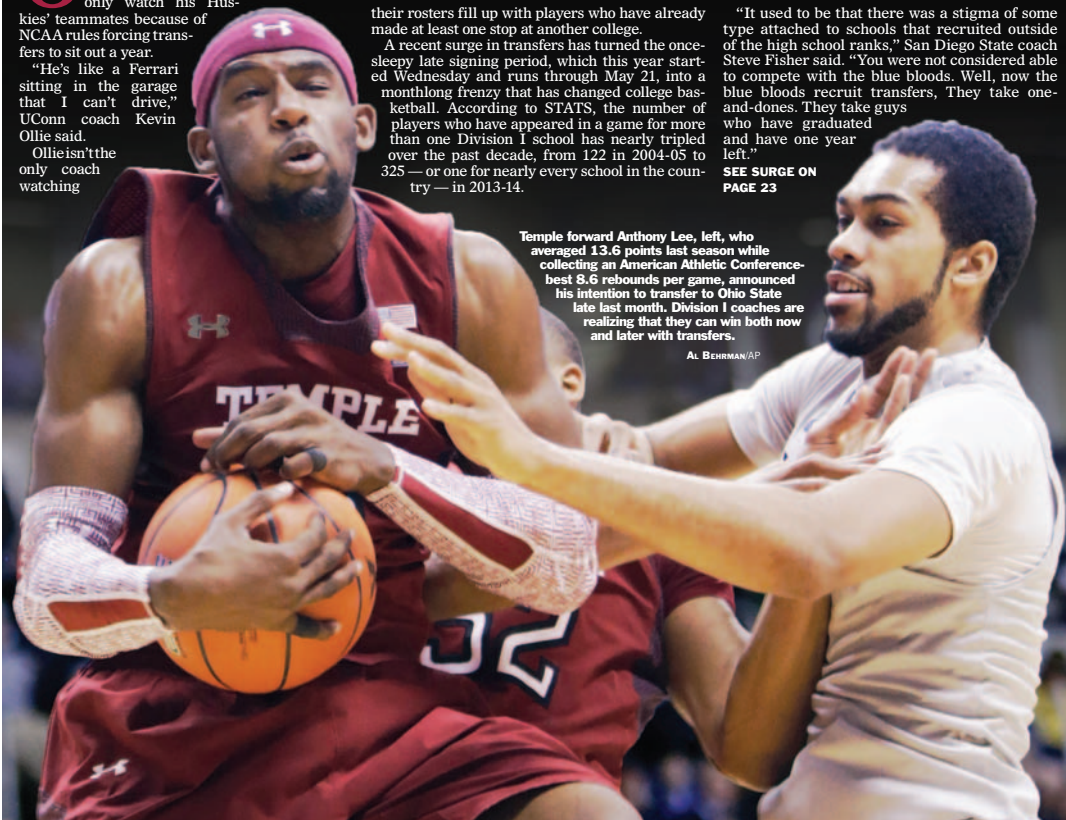 only watch his Hus-
kies' teammates because of
NCAA rules forcing trans-
fers to sit out a year.
"He's like a Ferrari
sitting in the garage
that I can't drive,"
UConn coach Kevin
Ollie said.
Ollie isn't the
only coach
watching
their rosters fill up with players who have already
made at least one stop at another college.
A recent surge in transfers has turned the once-
sleepy late signing period, which this year start-
ed Wednesday and runs through May 21, into a
monthlong frenzy that has changed college bas-
ketball. According to STATS, the number of
players who have appeared in a game for more
than one Division I school has nearly tripled
over the past decade, from 122 in 2004-05 to
325 — or one for nearly every school in the coun-
try — in 2013-14.
"It used to be that there was a stigma of some
type attached to schools that recruited outside
of the high school ranks," San Diego State coach
Steve Fisher said. "You were not considered able
to compete with the blue bloods. Well, now the
blue bloods recruit transfers, They take one-
and-dones. They take guys
who have graduated
and have one year
left."
SEE SURGE ON
PAGE 23
Temple forward Anthony Lee, left, who
averaged 13.6 points last season while
collecting an American Athletic Conference-
best 8.6 rebounds per game, announced
his intention to transfer to Ohio State
late last month. Division I coaches are
realizing that they can win both now
and later with transfers.
AL BEHRMAN/AP
TEMPLE
52